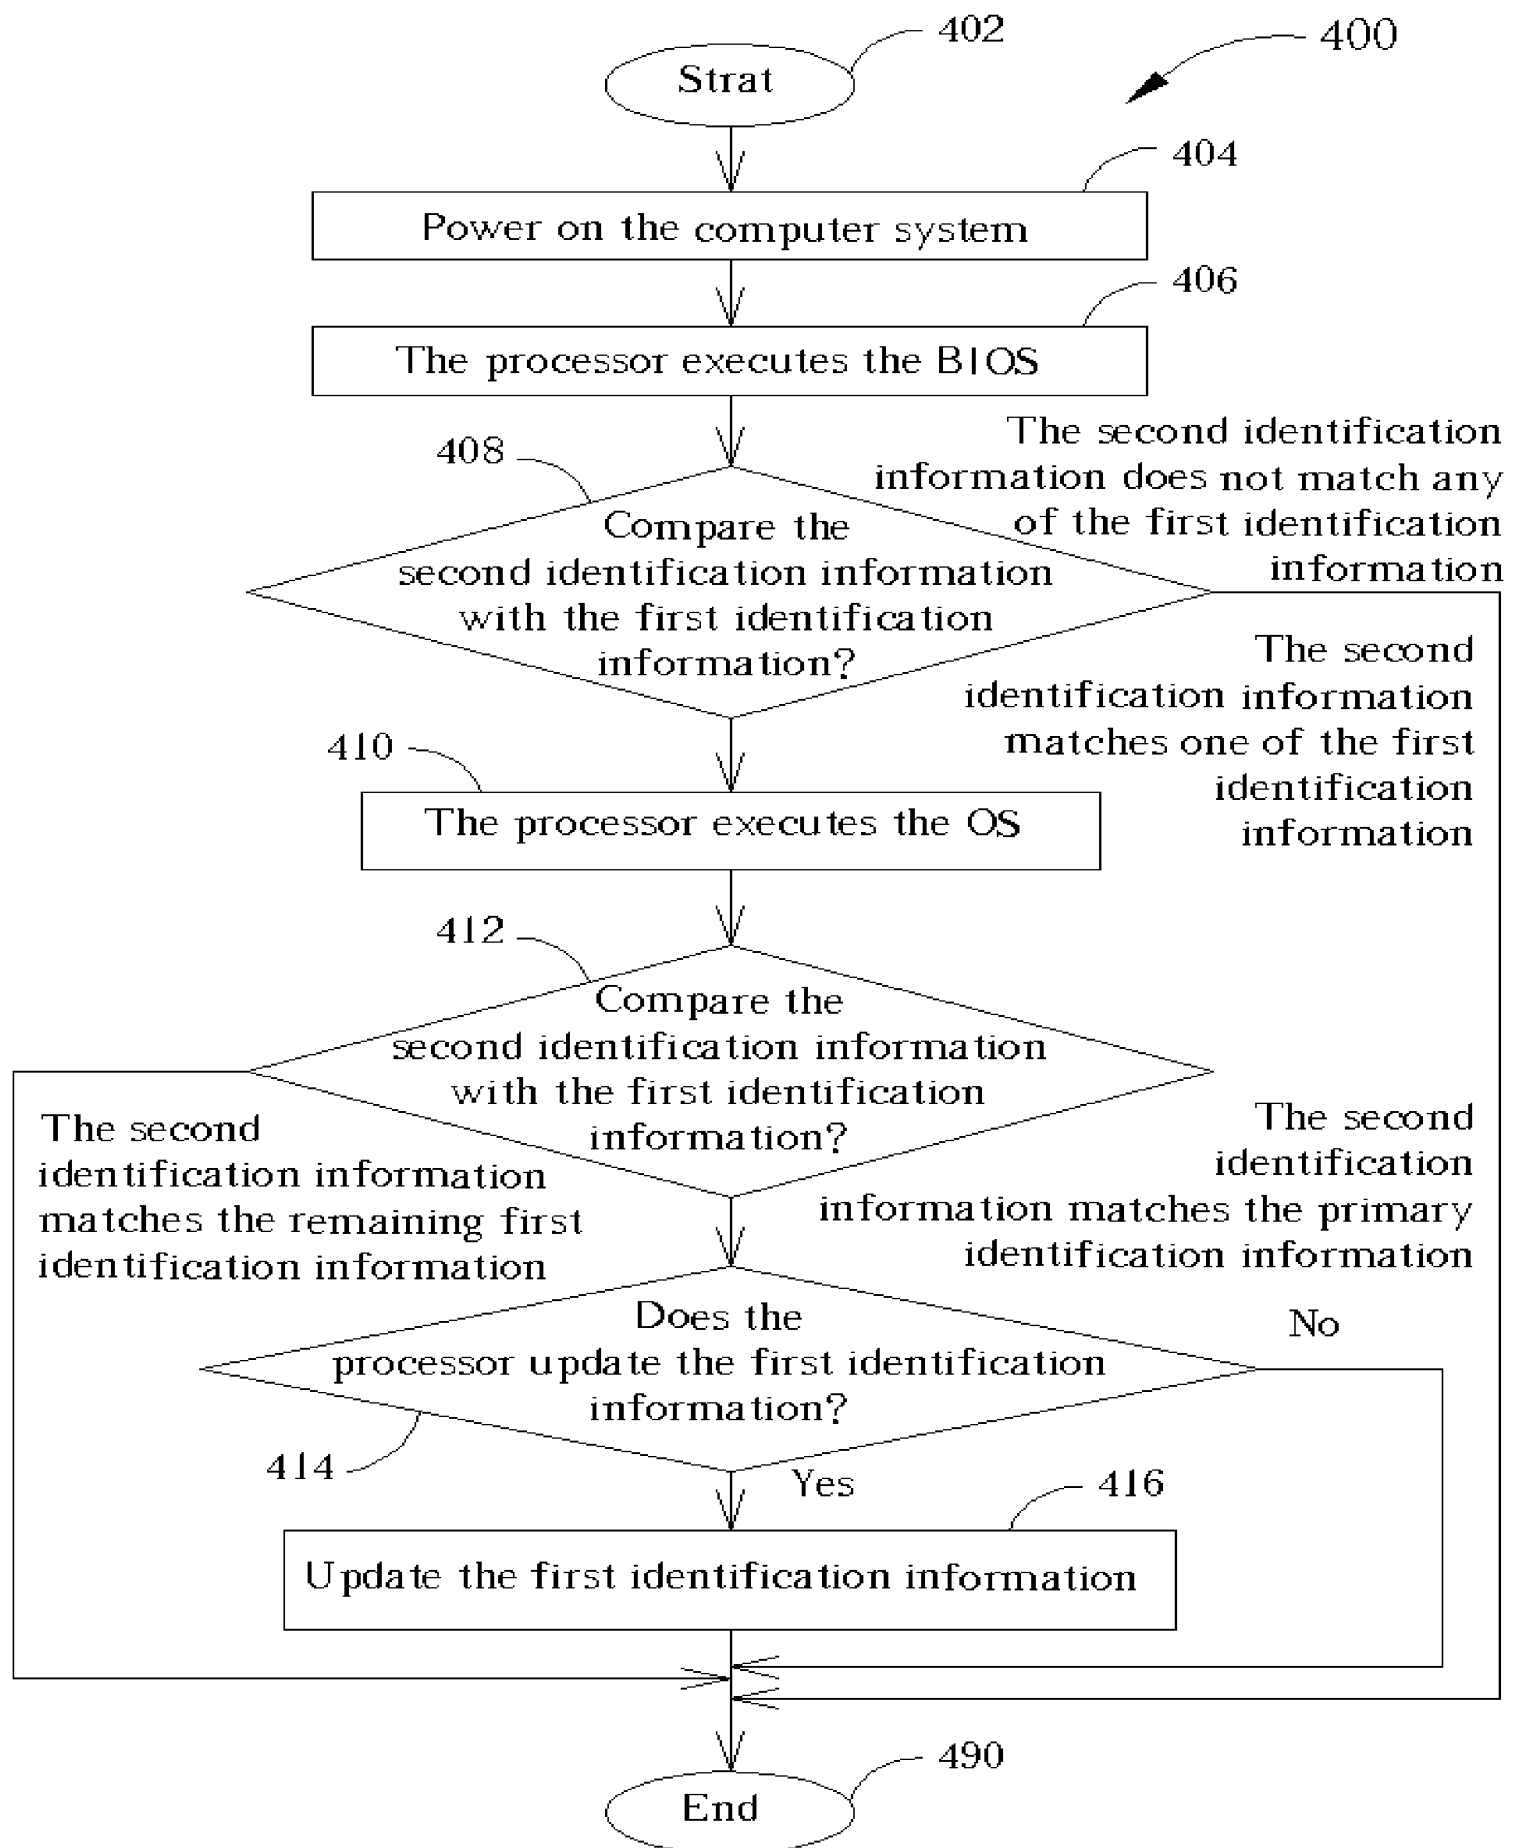 402
400
Strat
404
Power on the computer system
406
The processor executes the BIOS
408
The second identification
information does not match any
of the first identification
information
Compare the
second identification information
with the first identification
information?
The second
identification information
matches one of the first
identification
information
410
The processor executes the OS
412
Compare the
second identification information
with the first identification
information?
The second
identification information
matches the remaining first
identification information
The second
identification
information matches the primary
identification information
Does the
processor update the first identification
information?
No
414
Yes
416
Update the first identification information
490
End